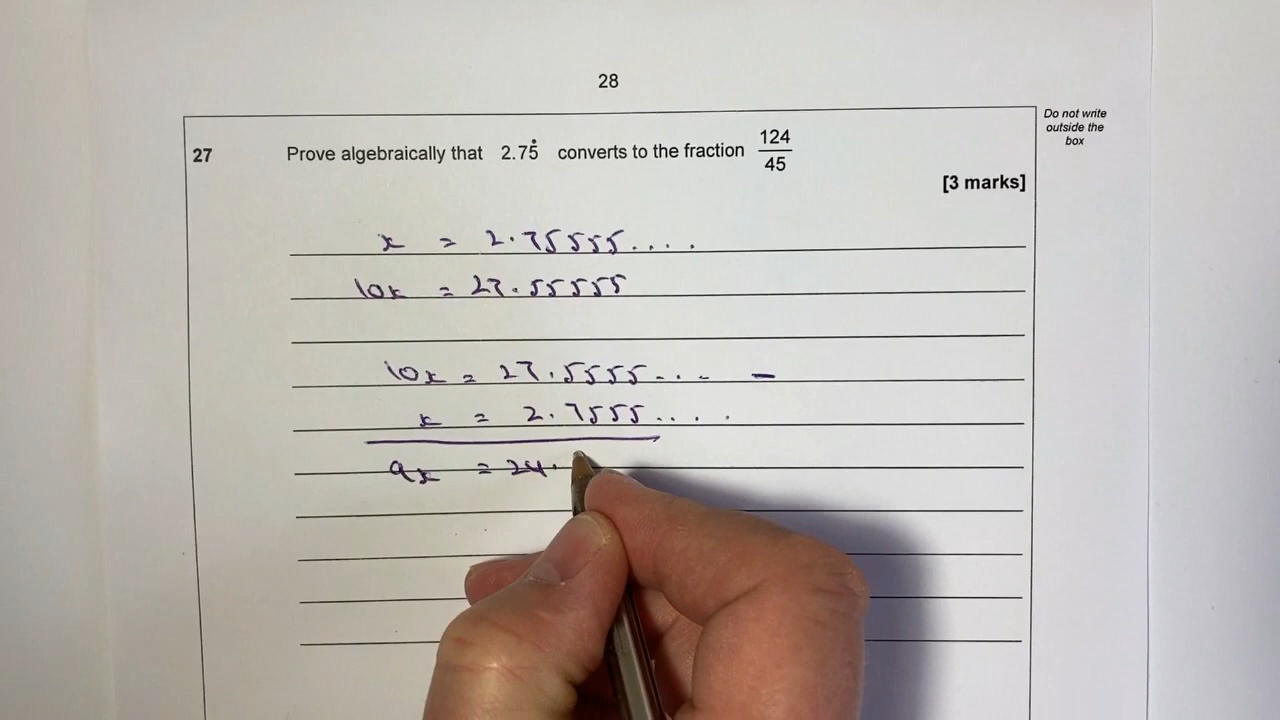 28
Do not write
outside the
box
27 Prove algebraically that 2.75̇ converts to the fraction 124/45
[3 marks]
x = 2.75555....
10x = 27.55555
10x = 27.5555... -
x = 2.7555....
9x = 24.